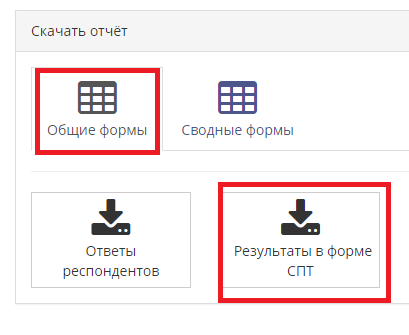 Скачать отчёт
Общие формы
Сводные формы
Ответы
респондентов
Результаты в форме
СПТ